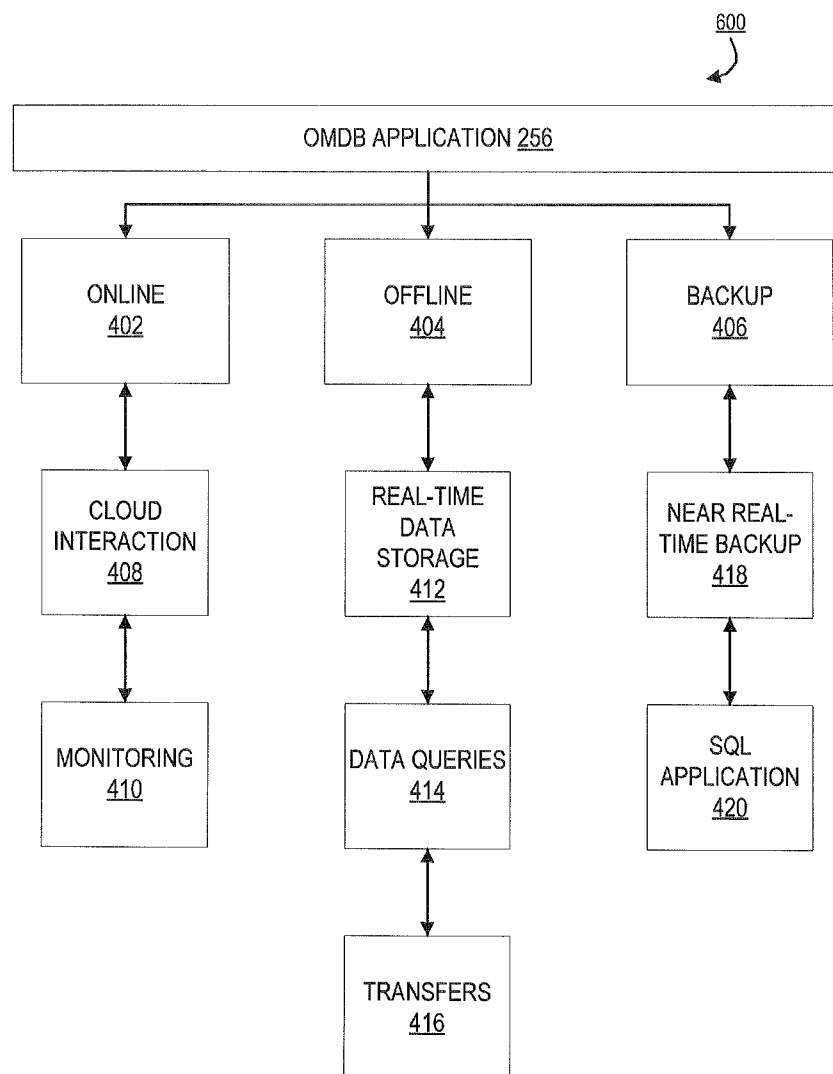 600
OMDB APPLICATION 256
ONLINE
402
OFFLINE
404
BACKUP
406
CLOUD
INTERACTION
408
REAL-TIME
DATA
STORAGE
412
NEAR REAL-
TIME BACKUP
418
MONITORING
410
DATA QUERIES
414
SQL
APPLICATION
420
TRANSFERS
416